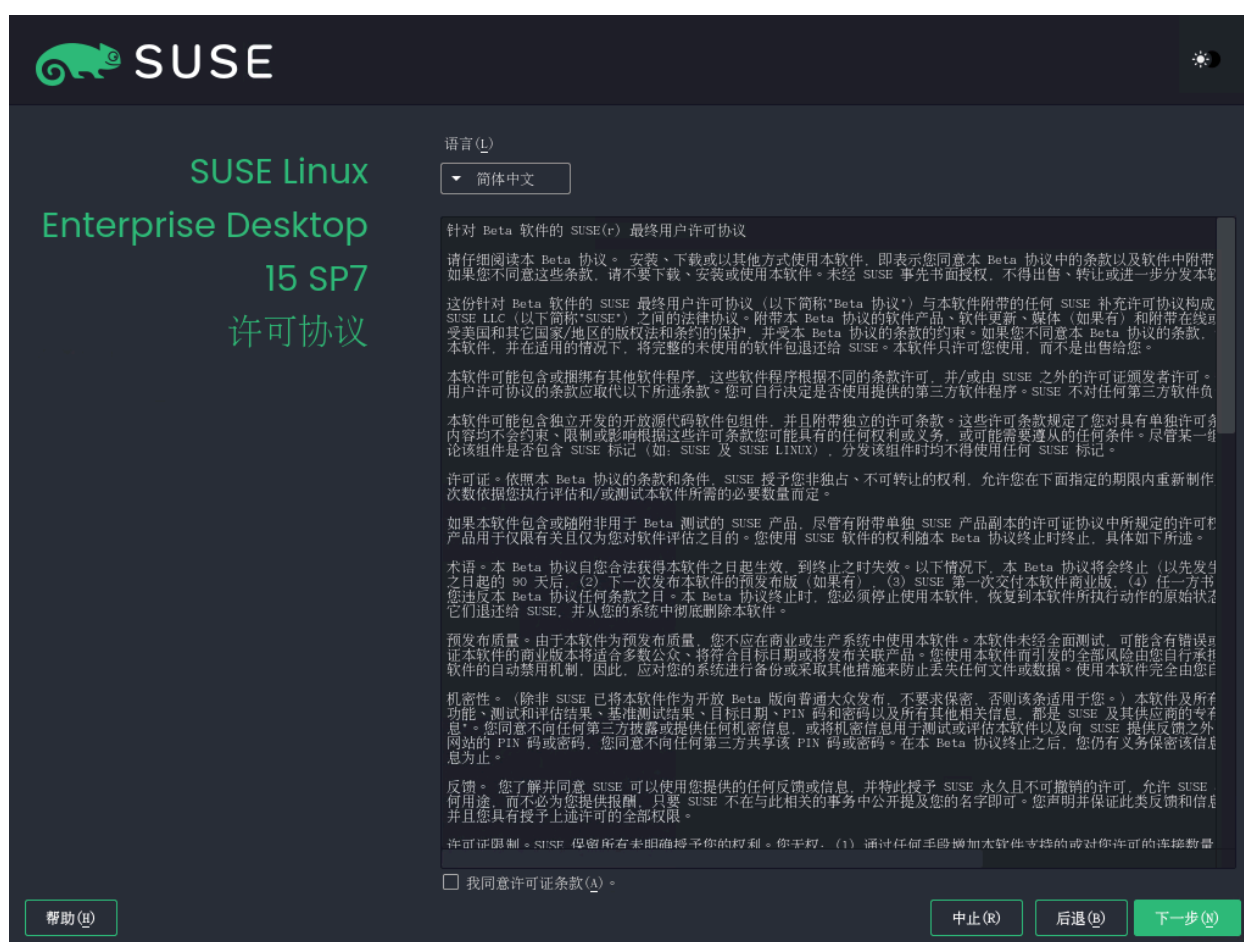 SUSE
语言(L)
简体中文
SUSE Linux
Enterprise Desktop
15 SP7
许可协议
针对 Beta 软件的 SUSE(r) 最终用户许可协议
请仔细阅读本 Beta 协议。 安装、下载或以其他方式使用本软件，即表示您同意本 Beta 协议中的条款以及软件中附带
如果您不同意这些条款，请不要下载、安装或使用本软件。未经 SUSE 事先书面授权，不得出售、转让或进一步分发本软
这份针对 Beta 软件的 SUSE 最终用户许可协议（以下简称"Beta 协议"）与本软件附带的任何 SUSE 补充许可协议构成
SUSE LLC（以下简称"SUSE"）之间的法律协议。附带本 Beta 协议的软件产品、软件更新、媒体（如果有）和附带在线或
受美国和其它国家/地区的版权法和条约的保护，并受本 Beta 协议的条款的约束。如果您不同意本 Beta 协议的条款，
本软件，并在适用的情况下，将完整的未使用的软件包退还给 SUSE。本软件只许可您使用，而不是出售给您。
本软件可能包含或捆绑有其他软件程序，这些软件程序根据不同的条款许可，并/或由 SUSE 之外的许可证颁发者许可。
用户许可协议的条款应取代以下所述条款。您可自行决定是否使用提供的第三方软件程序。SUSE 不对任何第三方软件负
本软件可能包含独立开发的开放源代码软件包组件，并且附带独立的许可条款。这些许可条款规定了您对具有单独许可条
内容均不会约束、限制或影响根据这些许可条款您可能具有的任何权利或义务，或可能需要遵从的任何条件。尽管某一组
论该组件是否包含 SUSE 标记（如：SUSE 及 SUSE LINUX），分发该组件时均不得使用任何 SUSE 标记。
许可证。依照本 Beta 协议的条款和条件，SUSE 授予您非独占、不可转让的权利，允许您在下面指定的期限内重新制作
次数依据您执行评估和/或测试本软件所需的必要数量而定。
如果本软件包含或随附非用于 Beta 测试的 SUSE 产品，尽管有附带单独 SUSE 产品副本的许可证协议中所规定的许可权
产品用于仅限有关且仅为您对软件评估之目的。您使用 SUSE 软件的权利随本 Beta 协议终止时终止，具体如下所述。
术语。本 Beta 协议自您合法获得本软件之日起生效，到终止之时失效。以下情况下，本 Beta 协议将会终止（以先发生
之日起的 90 天后，(2) 下一次发布本软件的预发布版（如果有），(3) SUSE 第一次交付本软件商业版，(4) 任一方书
您违反本 Beta 协议任何条款之日。本 Beta 协议终止时，您必须停止使用本软件，恢复到本软件所执行动作的原始状态
它们退还给 SUSE，并从您的系统中彻底删除本软件。
预发布质量。由于本软件为预发布质量，您不应在商业或生产系统中使用本软件。本软件未经全面测试，可能含有错误或
证本软件的商业版本将适合多数公众、将符合目标日期或将发布关联产品。您使用本软件而引发的全部风险由您自行承担
软件的自动禁用机制，因此，应对您的系统进行备份或采取其他措施来防止丢失任何文件或数据。使用本软件完全由您自
机密性。（除非 SUSE 已将本软件作为开放 Beta 版向普通大众发布，不要求保密，否则该条适用于您。）本软件及所有
功能、测试和评估结果、基准测试结果、目标日期、PIN 码和密码以及所有其他相关信息，都是 SUSE 及其供应商的专有
息"。您同意不向任何第三方披露或提供任何机密信息，或将机密信息用于测试或评估本软件以及向 SUSE 提供反馈之外
网站的 PIN 码或密码，您同意不向任何第三方共享该 PIN 码或密码。在本 Beta 协议终止之后，您仍有义务保密该信息
息为止。
反馈。 您了解并同意 SUSE 可以使用您提供的任何反馈或信息，并特此授予 SUSE 永久且不可撤销的许可，允许 SUSE
何用途，而不必为您提供报酬，只要 SUSE 不在与此相关的事务中公开提及您的名字即可。您声明并保证此类反馈和信息
并且您具有授予上述许可的全部权限。
许可证限制。SUSE 保留所有未明确授予您的权利。您无权：(1) 通过任何手段增加本软件支持的或对您许可的连接数量
我同意许可证条款(A)。
帮助(H)
中止(R)
后退(B)
下一步(N)